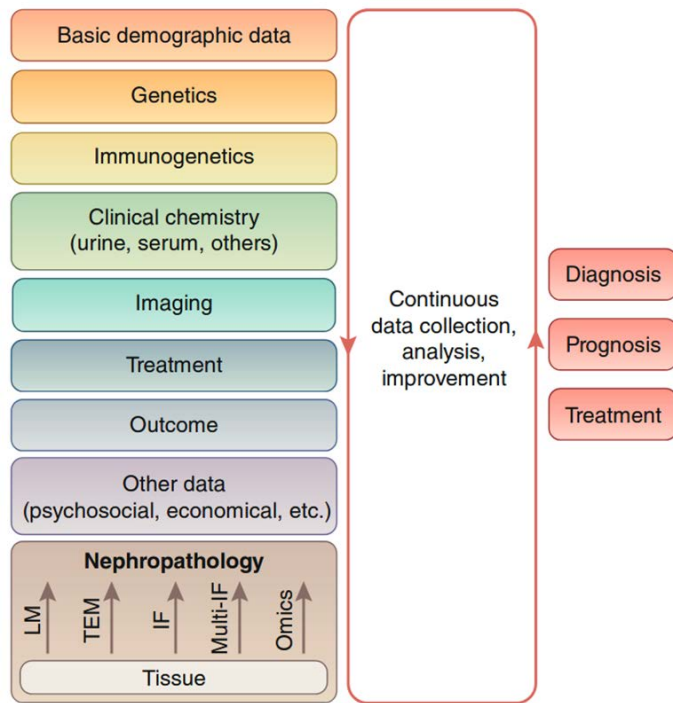 Basic demographic data
Genetics
Immunogenetics
Clinical chemistry
(urine, serum, others)
Imaging
Treatment
Outcome
Other data
(psychosocial, economical, etc.)
Nephropathology
LM
TEM
IF
Multi-IF
Omics
Tissue
Continuous
data collection,
analysis,
improvement
Diagnosis
Prognosis
Treatment